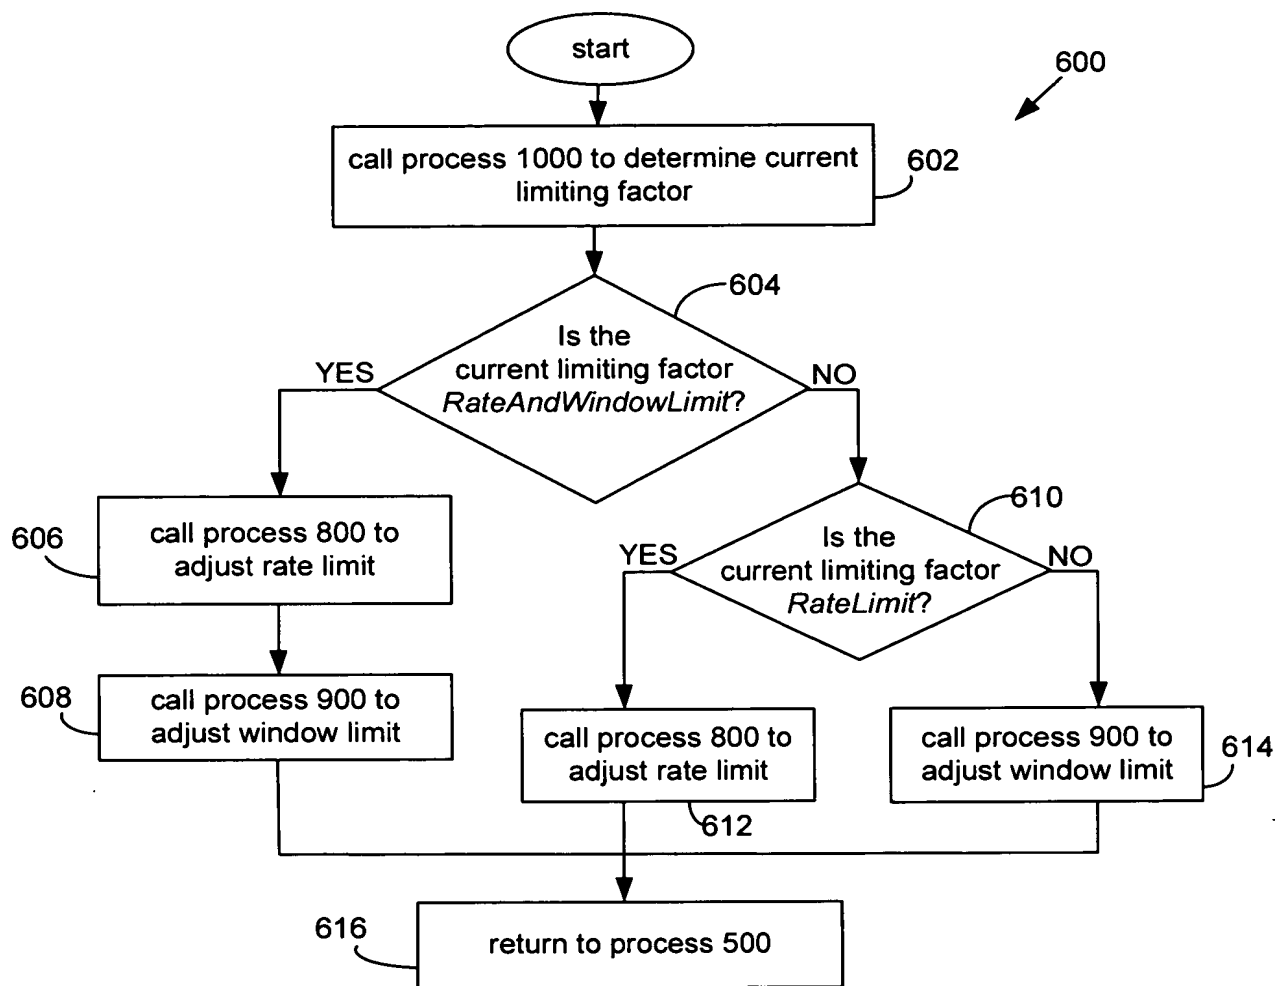 start
600
call process 1000 to determine current
limiting factor
602
604
Is the
current limiting factor
RateAndWindowLimit?
YES
NO
610
Is the
current limiting factor
RateLimit?
YES
NO
606
call process 800 to
adjust rate limit
608
call process 900 to
adjust window limit
call process 800 to
adjust rate limit
612
call process 900 to
adjust window limit
614
616
return to process 500